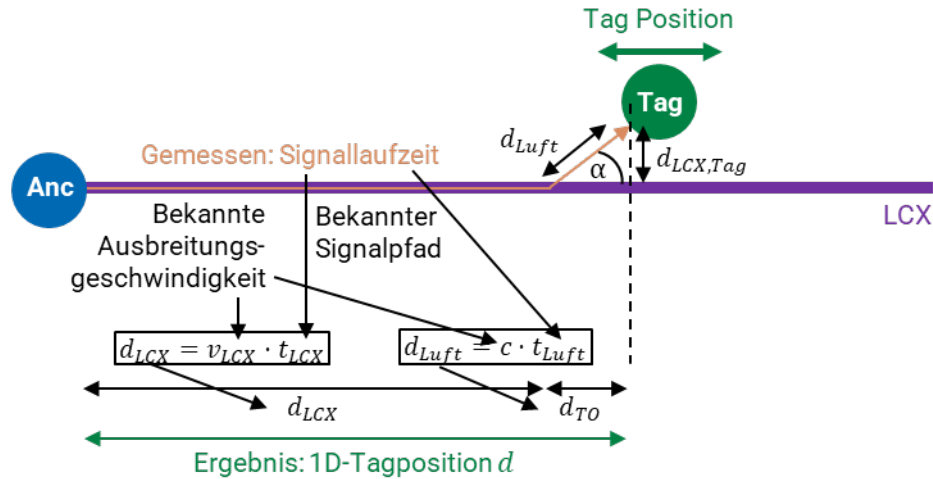 Tag Position
Tag
d_Luft
Gemessen: Signallaufzeit
α
d_LCX,Tag
Anc
LCX
Bekannte
Ausbreitungs-
geschwindigkeit
Bekannter
Signalpfad
d_LCX = v_LCX · t_LCX
d_Luft = c · t_Luft
d_LCX
d_TO
Ergebnis: 1D-Tagposition d